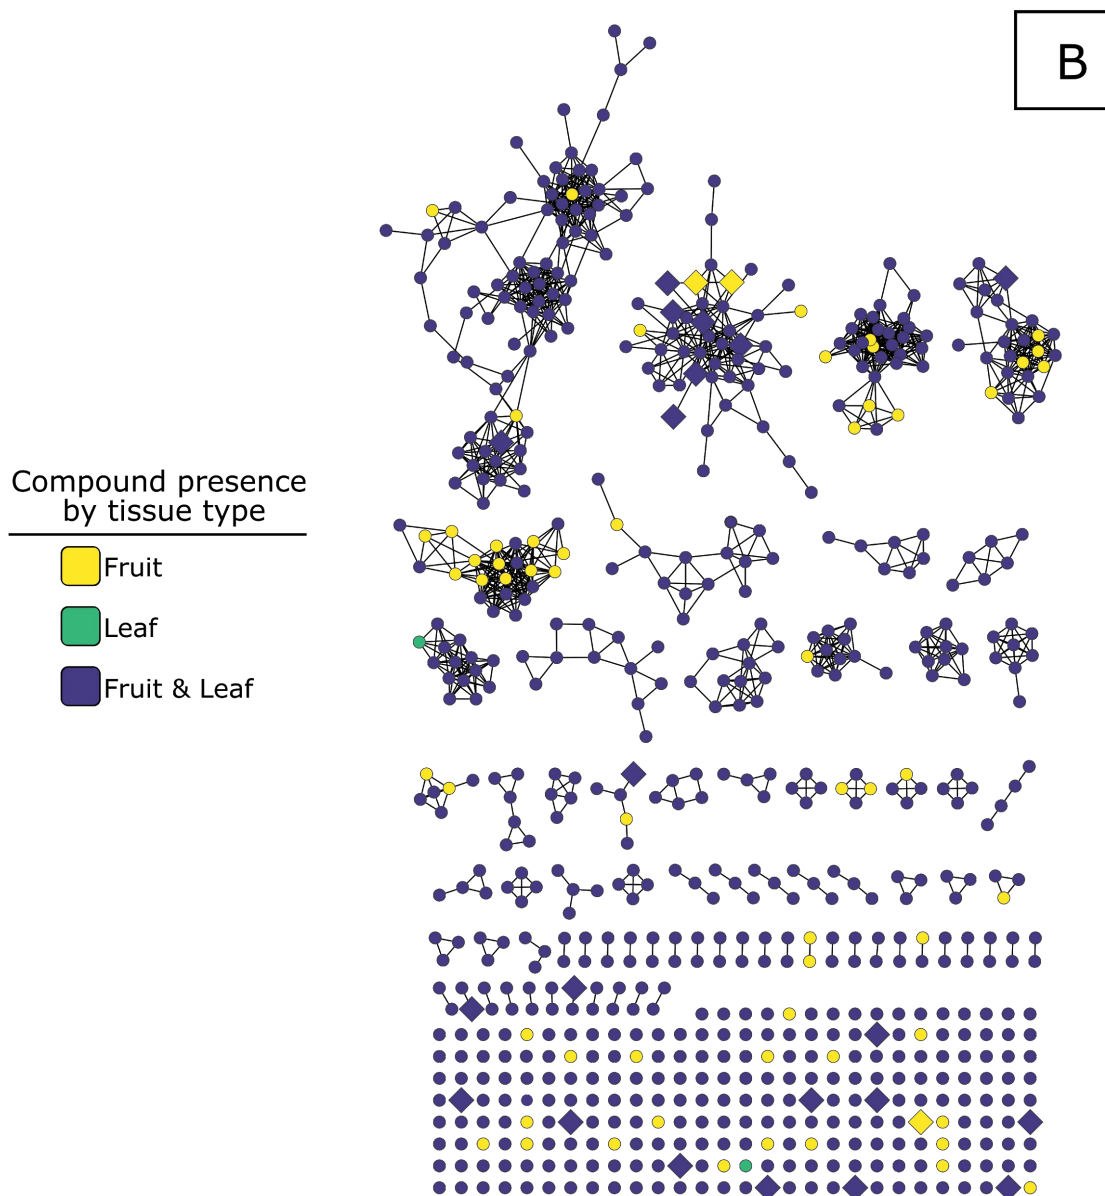 B
Compound presence
by tissue type
Fruit
Leaf
Fruit & Leaf